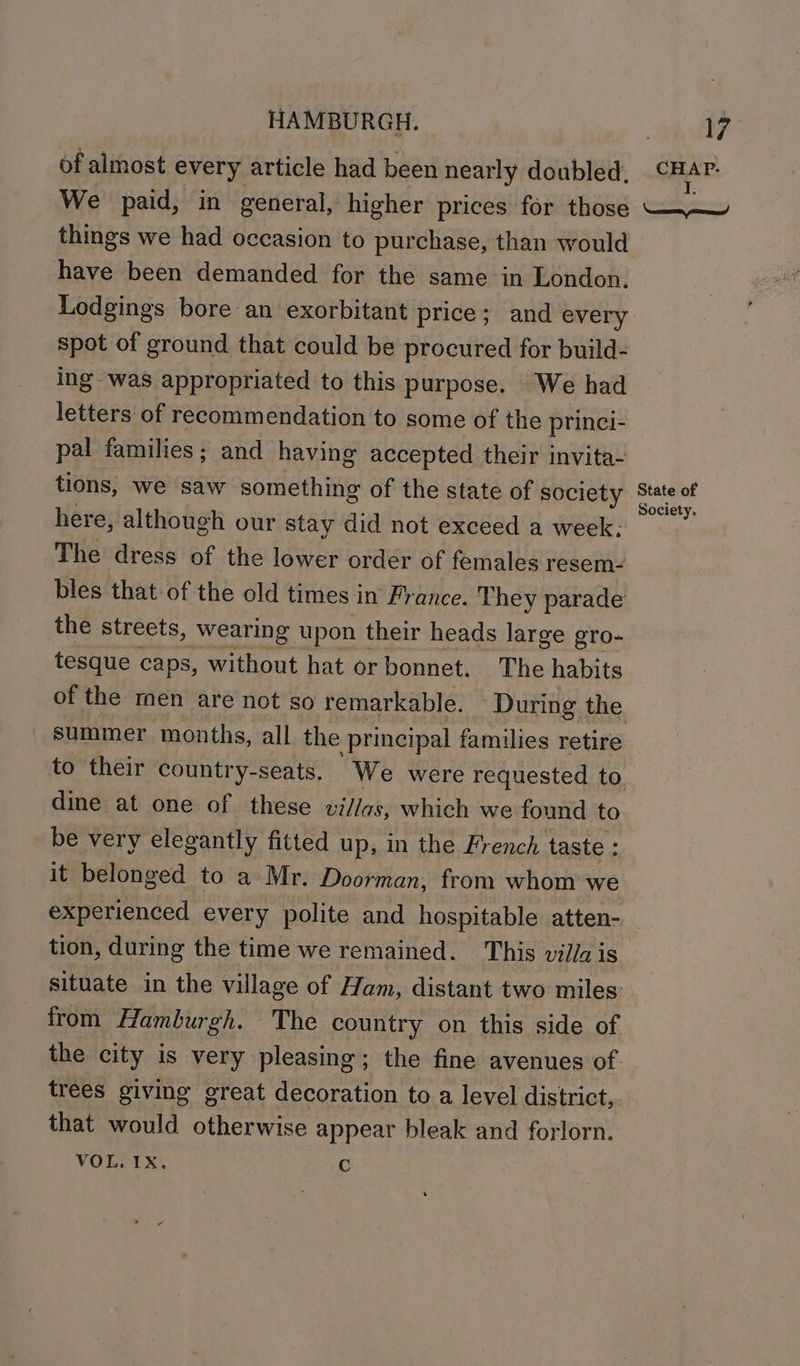 HAMBURGH. 17
of almost every article had been nearly doubled. CHAP.
We paid, in general, higher prices for those I.
things we had occasion to purchase, than would
have been demanded for the same in London.
Lodgings bore an exorbitant price; and every
spot of ground that could be procured for build-
ing was appropriated to this purpose. We had
letters of recommendation to some of the princi-
pal families; and having accepted their invita-
tions, we saw something of the state of society State of
here, although our stay did not exceed a week. Society.
The dress of the lower order of females resem-
bles that of the old times in France. They parade
the streets, wearing upon their heads large gro-
tesque caps, without hat or bonnet. The habits
of the men are not so remarkable. During the
summer months, all the principal families retire
to their country-seats. We were requested to
dine at one of these villas, which we found to
be very elegantly fitted up, in the French taste:
it belonged to a Mr. Doorman, from whom we
experienced every polite and hospitable atten-
tion, during the time we remained. This villa is
situate in the village of Ham, distant two miles
from Hamburgh. The country on this side of
the city is very pleasing; the fine avenues of
trees giving great decoration to a level district,
that would otherwise appear bleak and forlorn.
VOL. IX. C